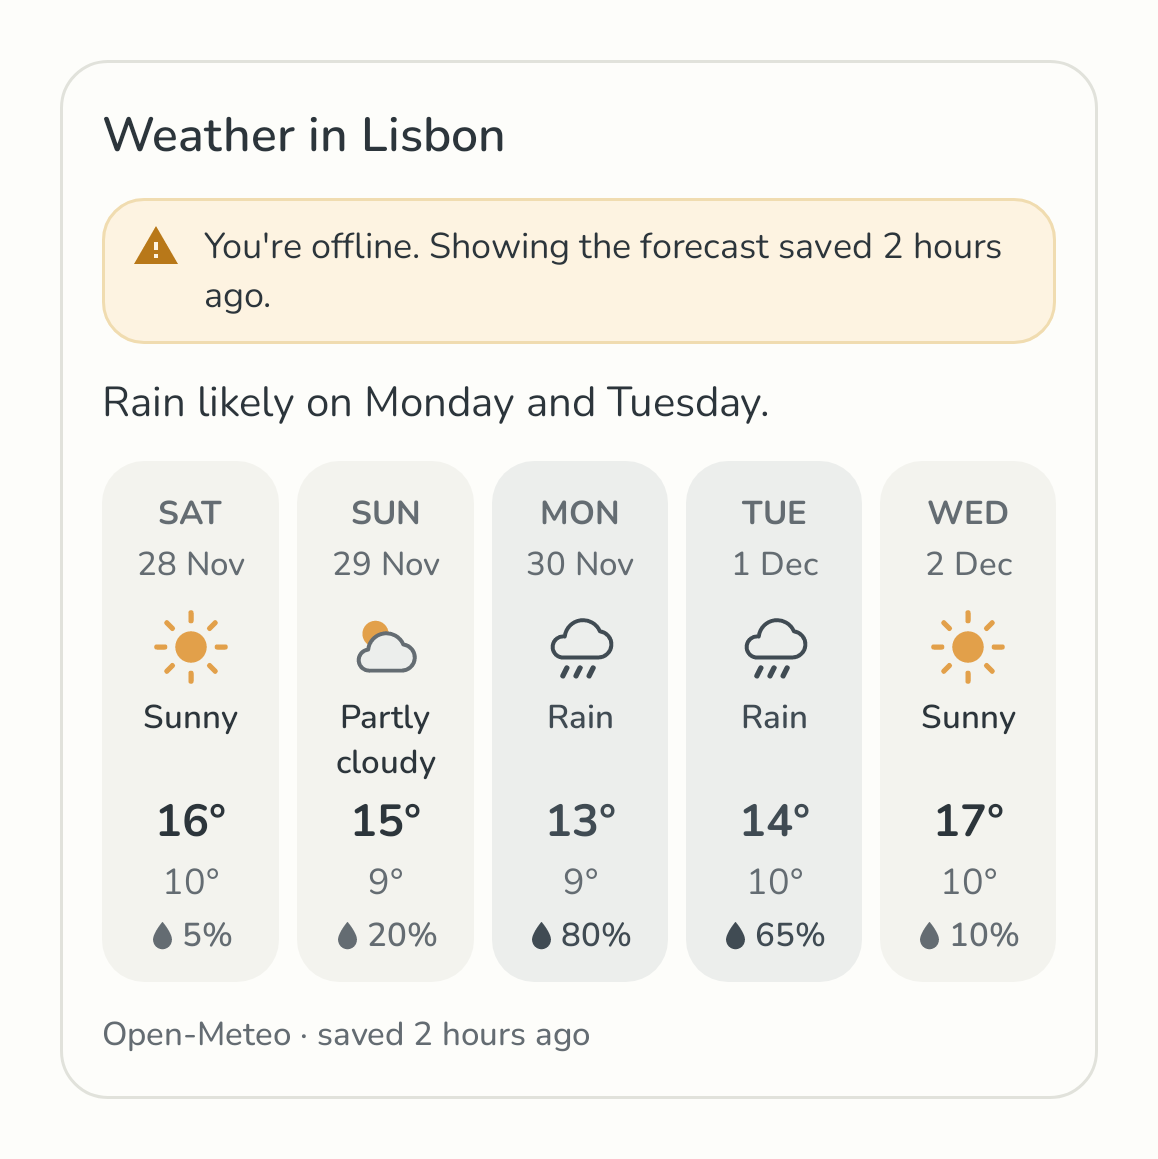 Weather in Lisbon
You're offline. Showing the forecast saved 2 hours
ago.
Rain likely on Monday and Tuesday.
SAT
28 Nov
Sunny
16°
10°
5%
SUN
29 Nov
Partly
cloudy
15°
9°
20%
MON
30 Nov
Rain
13°
9°
80%
TUE
1 Dec
Rain
14°
10°
65%
WED
2 Dec
Sunny
17°
10°
10%
Open-Meteo · saved 2 hours ago